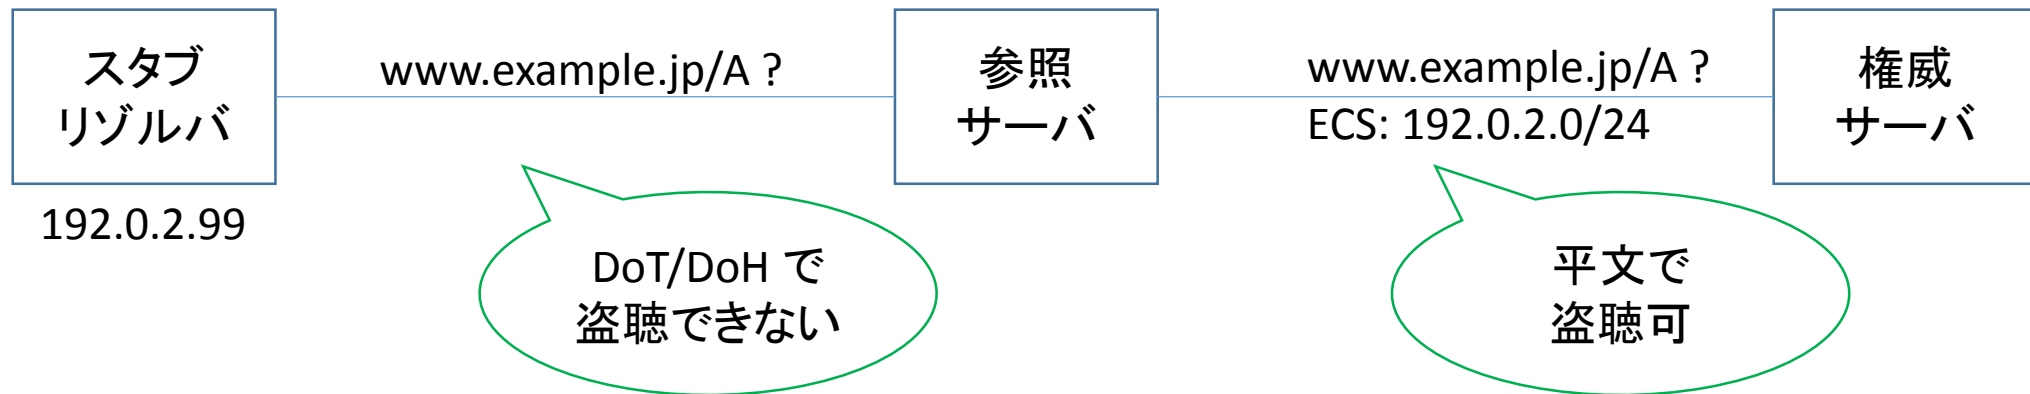 スタブ
リゾルバ
192.0.2.99
www.example.jp/A ?
DoT/DoH で
盗聴できない
参照
サーバ
www.example.jp/A ?
ECS: 192.0.2.0/24
平文で
盗聴可
権威
サーバ